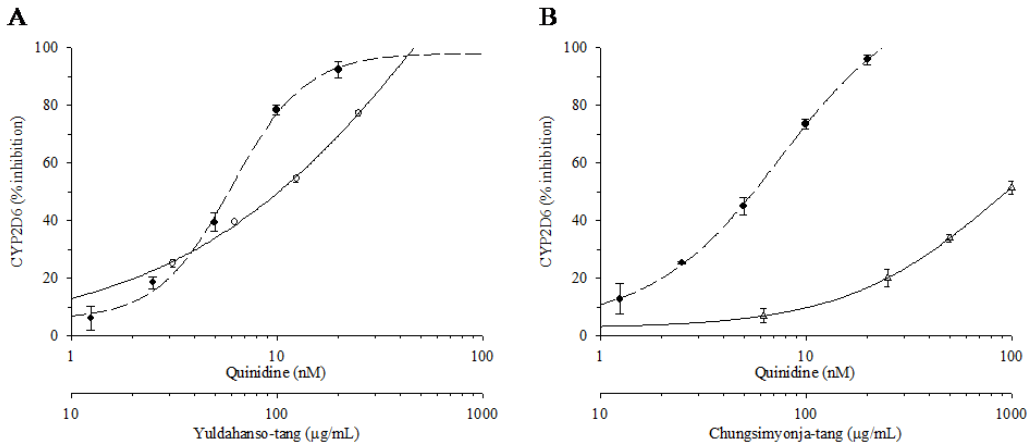 A
CYP2D6 (% inhibition)
100
80
60
40
20
0
1 10 100
Quinidine (nM)
10 100 1000
Yuldahanso-tang (µg/mL)
B
CYP2D6 (% inhibition)
100
80
60
40
20
0
1 10 100
Quinidine (nM)
10 100 1000
Chungsimyonja-tang (µg/mL)